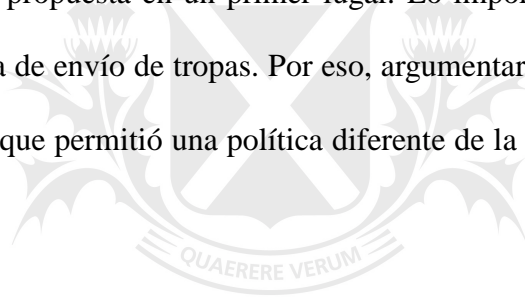 propuesta en un primer lugar. Lo impor
a de envío de tropas. Por eso, argumentar
que permitió una política diferente de la
QUAERERE VERUM